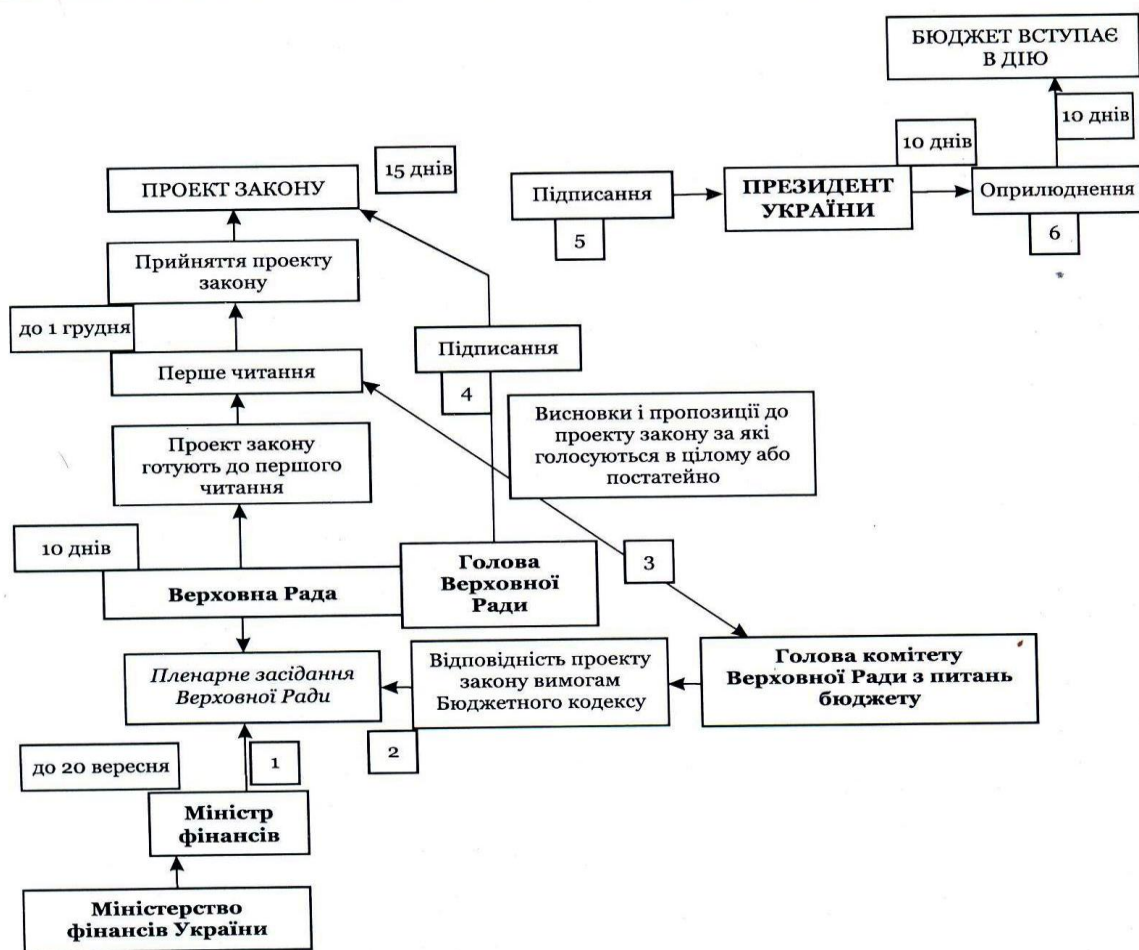 БЮДЖЕТ ВСТУПАЄ
В ДІЮ
10 днів
10 днів
15 днів
ПРОЕКТ ЗАКОНУ
Підписання
5
ПРЕЗИДЕНТ
УКРАЇНИ
Оприлюднення
6
Прийняття проекту
закону
до 1 грудня
Перше читання
Підписання
4
Висновки і пропозиції до
проекту закону за які
голосуються в цілому або
постатейно
Проект закону
готують до першого
читання
10 днів
Верховна Рада
Голова
Верховної
Ради
3
Пленарне засідання
Верховної Ради
Відповідність проекту
закону вимогам
Бюджетного кодексу
2
Голова комітету
Верховної Ради з питань
бюджету
до 20 вересня
1
Міністр
фінансів
Міністерство
фінансів України